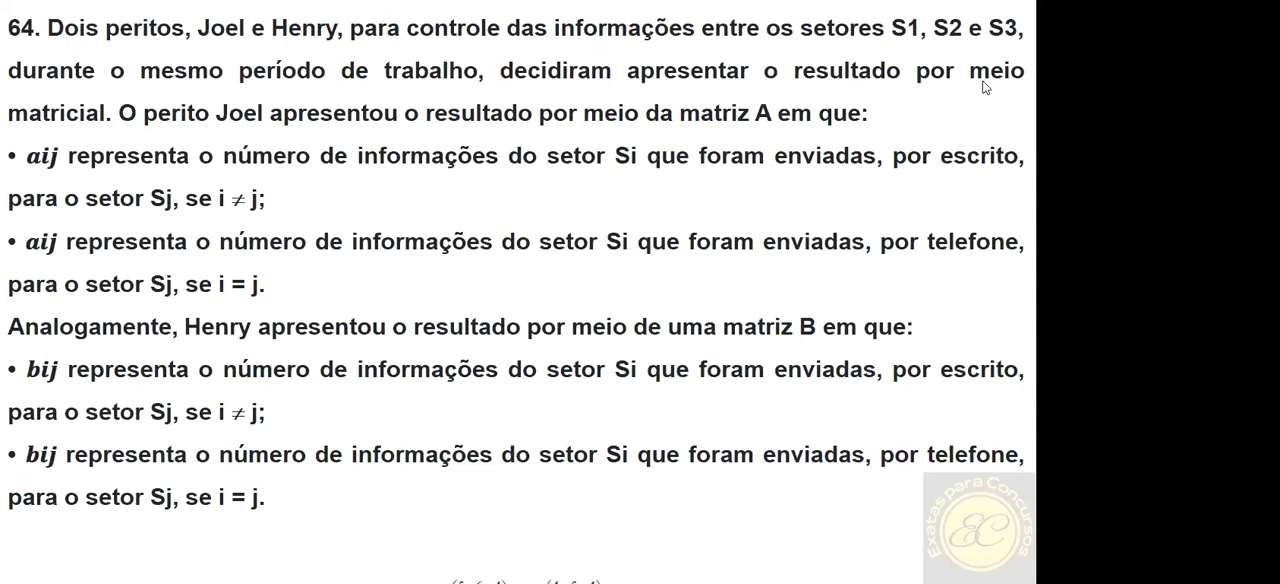 64. Dois peritos, Joel e Henry, para controle das informações entre os setores S1, S2 e S3,
durante o mesmo período de trabalho, decidiram apresentar o resultado por meio
matricial. O perito Joel apresentou o resultado por meio da matriz A em que:
• aij representa o número de informações do setor Si que foram enviadas, por escrito,
para o setor Sj, se i ≠ j;
• aij representa o número de informações do setor Si que foram enviadas, por telefone,
para o setor Sj, se i = j.
Analogamente, Henry apresentou o resultado por meio de uma matriz B em que:
• bij representa o número de informações do setor Si que foram enviadas, por escrito,
para o setor Sj, se i ≠ j;
• bij representa o número de informações do setor Si que foram enviadas, por telefone,
para o setor Sj, se i = j.
Exatas para Concursos
EC